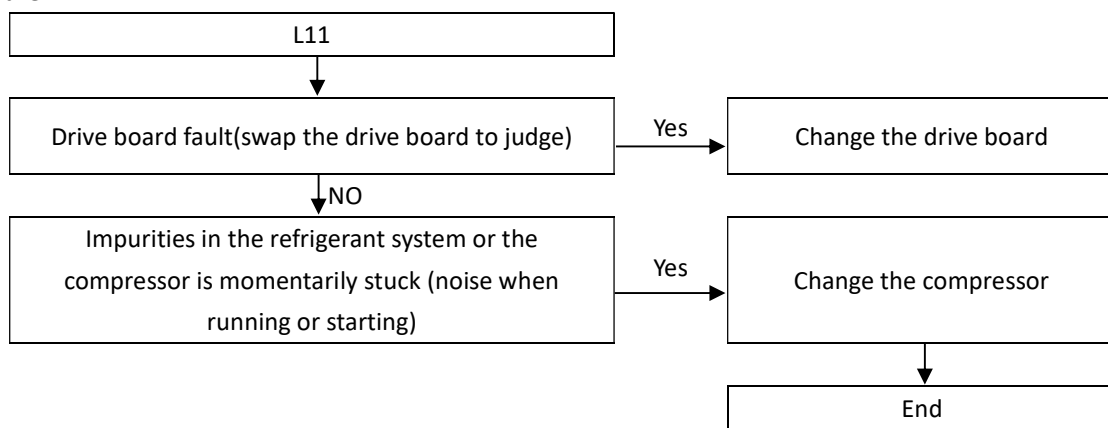 L11
Drive board fault(swap the drive board to judge)
Yes
Change the drive board
NO
Impurities in the refrigerant system or the
compressor is momentarily stuck (noise when
running or starting)
Yes
Change the compressor
End